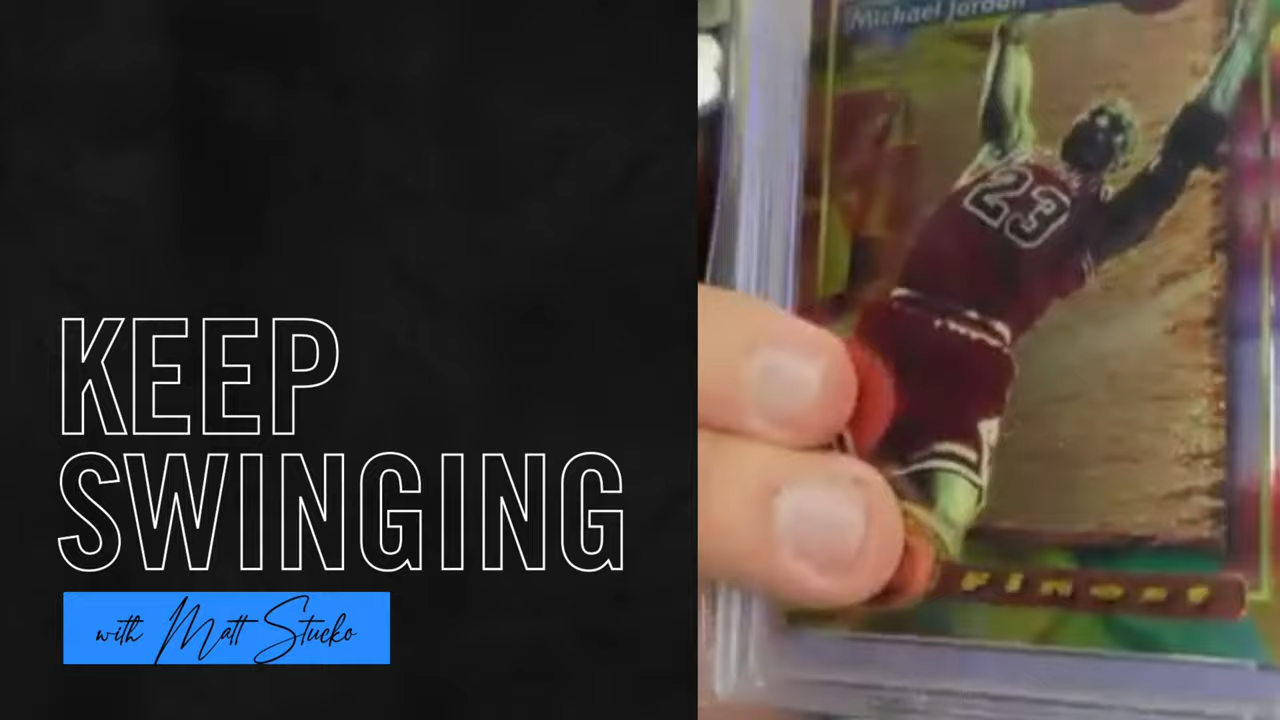 KEEP
SWINGING
with Matt Stucko
Michael Jordan
23
FINEST